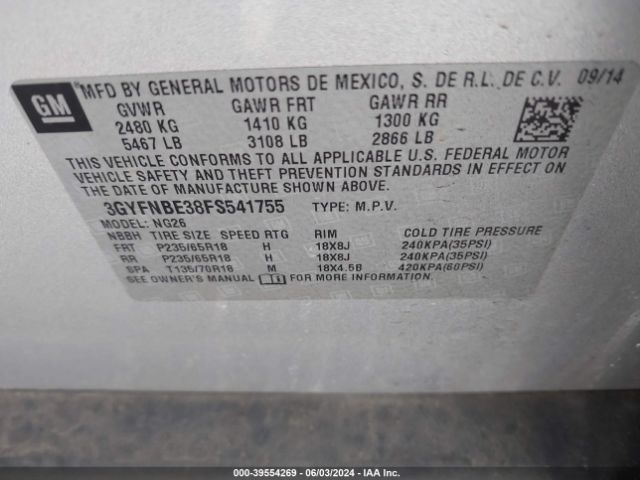 GM
MFD BY GENERAL MOTORS DE MEXICO, S. DE R.L. DE C.V. 09/14
GVWR GAWR FRT GAWR RR
2480 KG 1410 KG 1300 KG
5467 LB 3108 LB 2866 LB
THIS VEHICLE CONFORMS TO ALL APPLICABLE U.S. FEDERAL MOTOR
VEHICLE SAFETY AND THEFT PREVENTION STANDARDS IN EFFECT ON
THE DATE OF MANUFACTURE SHOWN ABOVE.
3GYFNBE38FS541755 TYPE: M.P.V.
MODEL: NG26
NBBH TIRE SIZE SPEED RTG RIM COLD TIRE PRESSURE
FRT P235/65R18 H 18X8J 240KPA(35PSI)
RR P235/65R18 H 18X8J 240KPA(35PSI)
SPA T135/70R18 M 18X4.5B 420KPA(60PSI)
SEE OWNER'S MANUAL FOR MORE INFORMATION.
000-39554269 - 06/03/2024 - IAA Inc.